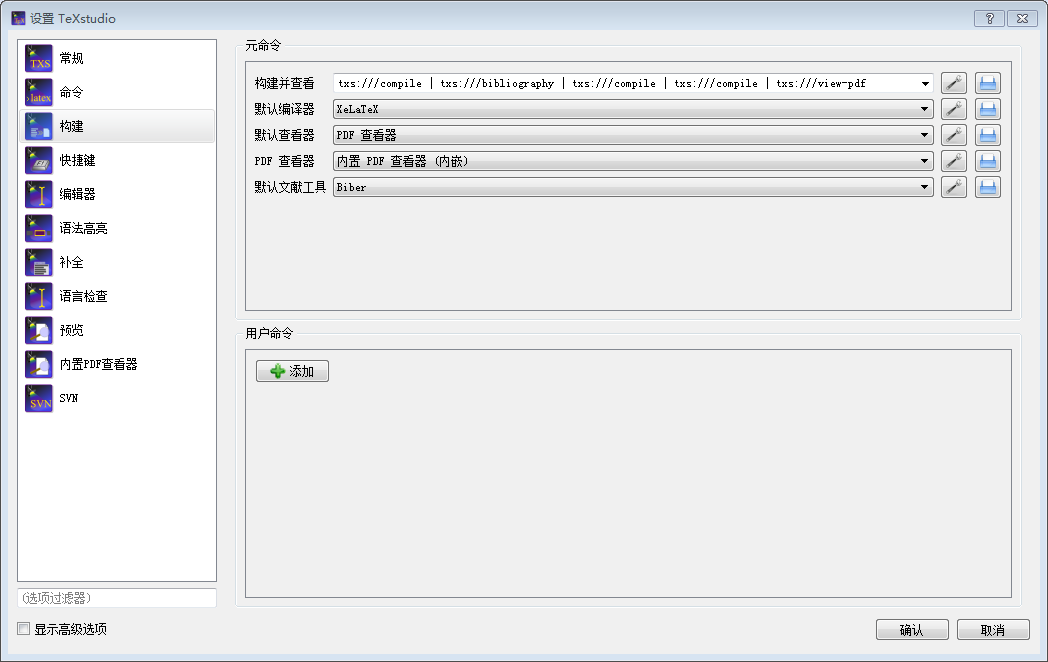 设置 TeXstudio
常规
命令
构建
快捷键
编辑器
语法高亮
补全
语言检查
预览
内置PDF查看器
SVN
(选项过滤器)
显示高级选项
元命令
构建并查看 txs:///compile | txs:///bibliography | txs:///compile | txs:///compile | txs:///view-pdf
默认编译器 XeLaTeX
默认查看器 PDF 查看器
PDF 查看器 内置 PDF 查看器 (内嵌)
默认文献工具 Biber
用户命令
添加
确认 取消